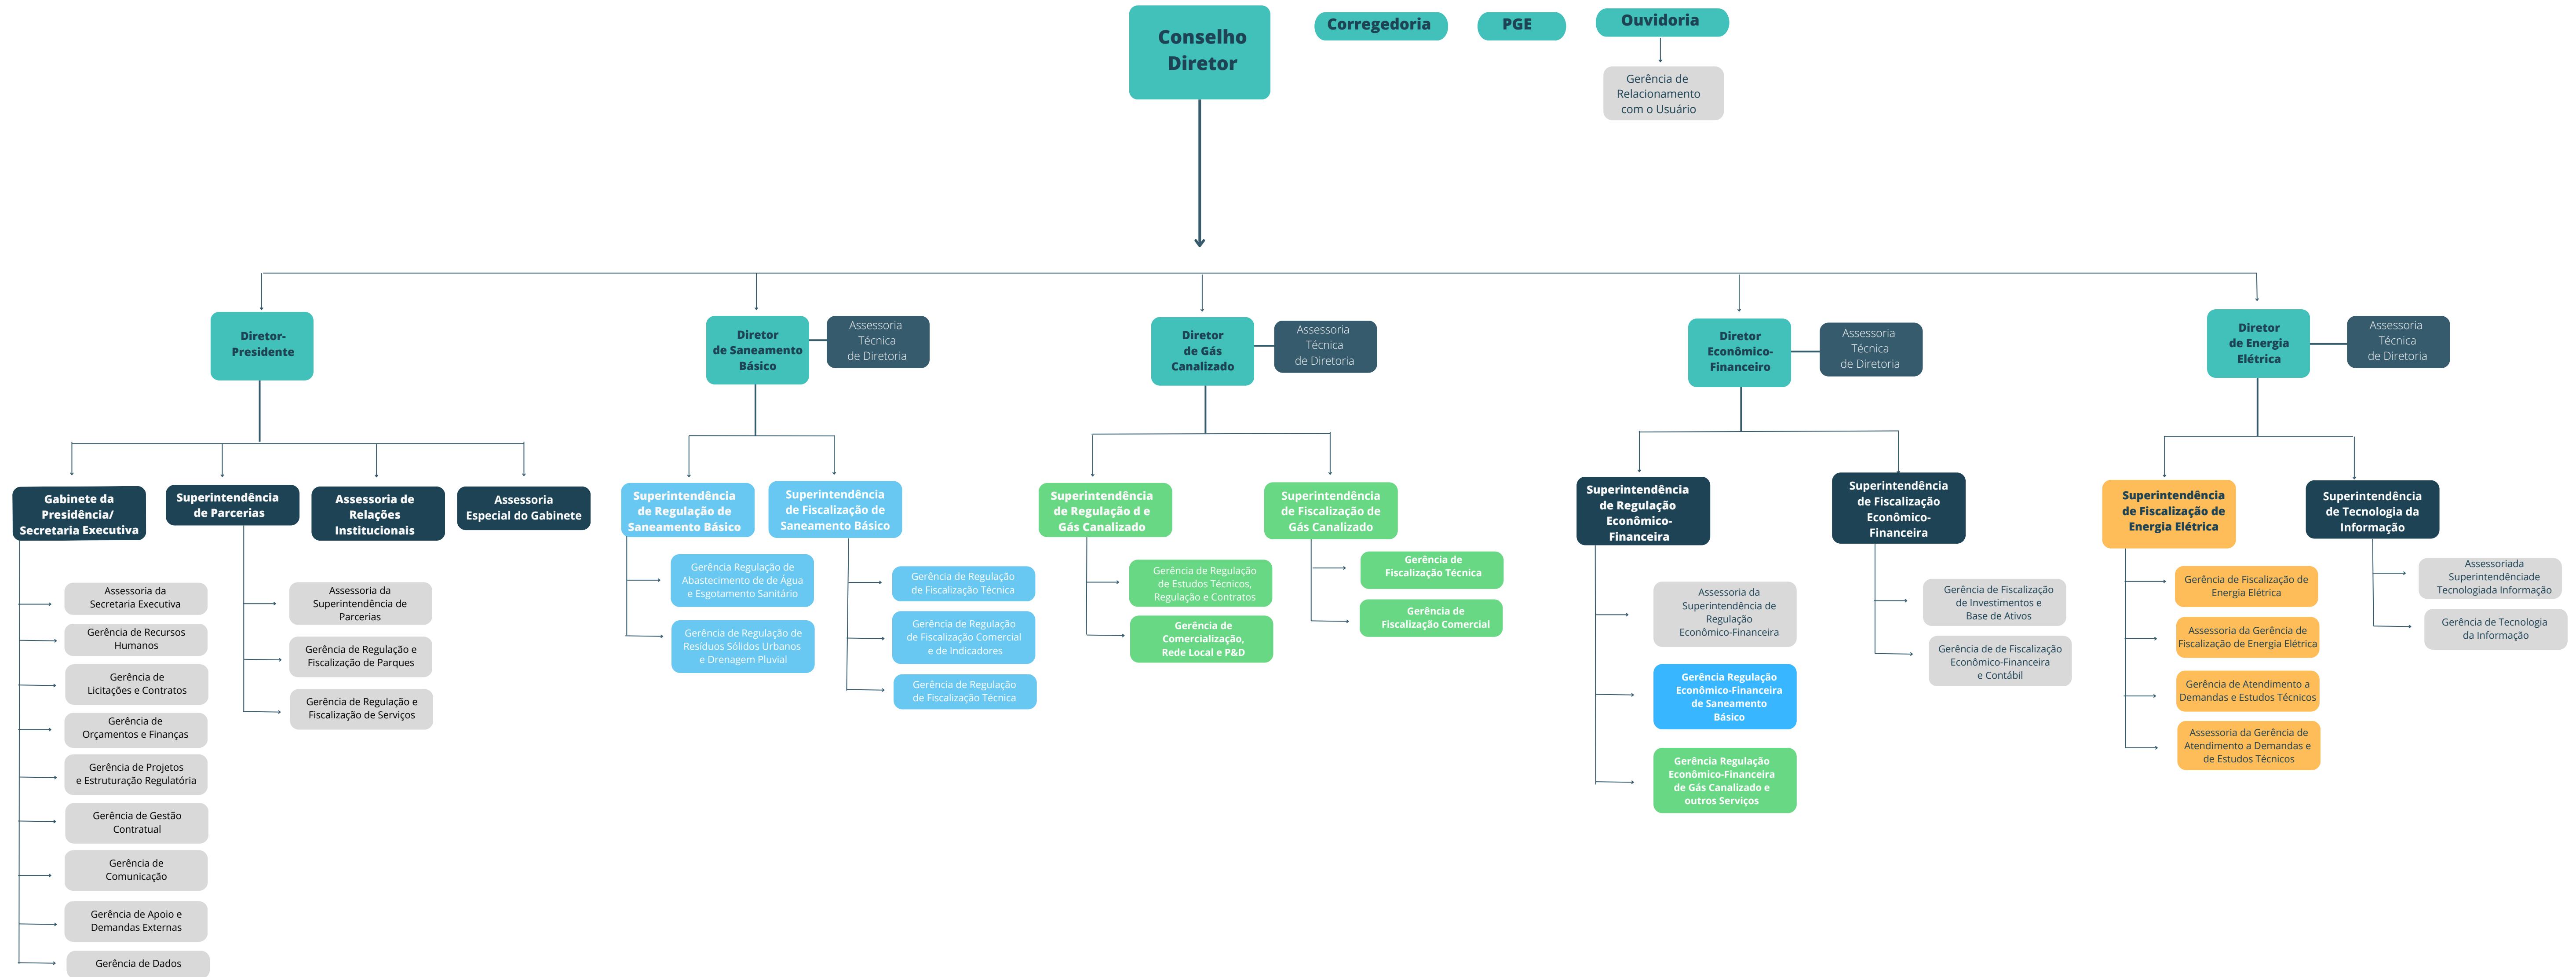 Conselho
Diretor
Corregedoria
PGE
Ouvidoria
Gerência de
Relacionamento
com o Usuário
Diretor-
Presidente
Diretor
de Saneamento
Básico
Assessoria
Técnica
de Diretoria
Diretor
de Gás
Canalizado
Assessoria
Técnica
de Diretoria
Diretor
Econômico-
Financeiro
Assessoria
Técnica
de Diretoria
Diretor
de Energia
Elétrica
Assessoria
Técnica
de Diretoria
Gabinete da
Presidência/
Secretaria Executiva
Superintendência
de Parcerias
Assessoria de
Relações
Institucionais
Assessoria
Especial do Gabinete
Superintendência
de Regulação de
Saneamento Básico
Superintendência
de Fiscalização de
Saneamento Básico
Superintendência
de Regulação d e
Gás Canalizado
Superintendência
de Fiscalização de
Gás Canalizado
Superintendência
de Regulação
Econômico-
Financeira
Superintendência
de Fiscalização
Econômico-
Financeira
Superintendência
de Fiscalização de
Energia Elétrica
Superintendência
de Tecnologia da
Informação
Assessoria da
Secretaria Executiva
Gerência de Recursos
Humanos
Gerência de
Licitações e Contratos
Gerência de
Orçamentos e Finanças
Gerência de Projetos
e Estruturação Regulatória
Gerência de Gestão
Contratual
Gerência de
Comunicação
Gerência de Apoio e
Demandas Externas
Gerência de Dados
Assessoria da
Superintendência de
Parcerias
Gerência de Regulação e
Fiscalização de Parques
Gerência de Regulação e
Fiscalização de Serviços
Gerência Regulação de
Abastecimento de de Água
e Esgotamento Sanitário
Gerência de Regulação de
Resíduos Sólidos Urbanos
e Drenagem Pluvial
Gerência de Regulação
de Fiscalização Técnica
Gerência de Regulação
de Fiscalização Comercial
e de Indicadores
Gerência de Regulação
de Fiscalização Técnica
Gerência de Regulação
de Estudos Técnicos,
Regulação e Contratos
Gerência de
Comercialização,
Rede Local e P&D
Gerência de
Fiscalização Técnica
Gerência de
Fiscalização Comercial
Assessoria da
Superintendência de
Regulação
Econômico-Financeira
Gerência Regulação
Econômico-Financeira
de Saneamento
Básico
Gerência Regulação
Econômico-Financeira
de Gás Canalizado e
outros Serviços
Gerência de Fiscalização
de Investimentos e
Base de Ativos
Gerência de de Fiscalização
Econômico-Financeira
e Contábil
Gerência de Fiscalização de
Energia Elétrica
Assessoria da Gerência de
Fiscalização de Energia Elétrica
Gerência de Atendimento a
Demandas e Estudos Técnicos
Assessoria da Gerência de
Atendimento a Demandas e
de Estudos Técnicos
Assessoriada
Superintendênciade
Tecnologiada Informação
Gerência de Tecnologia
da Informação